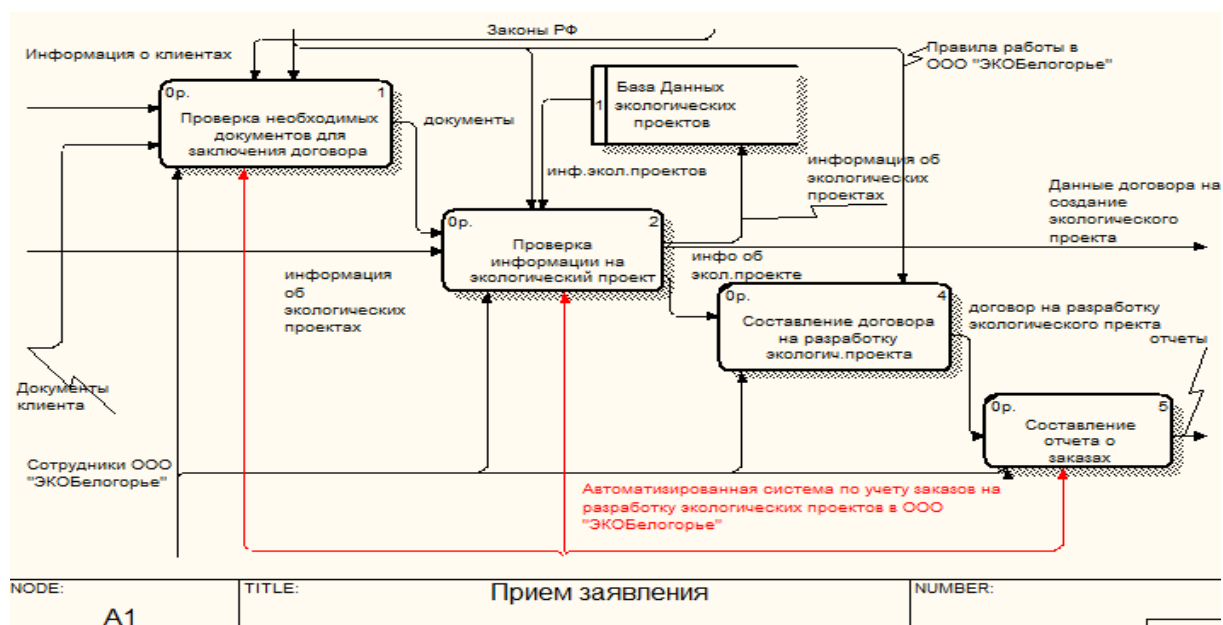 Законы РФ
Информация о клиентах
Правила работы в
ООО "ЭКОБелогорье"
0р. 1
Проверка необходимых
документов для
заключения договора
документы
1
База Данных
экологических
проектов
инф.экол.проектов
информация об
экологических
проектах
Данные договора на
создание
экологического
проекта
0р. 2
Проверка
информации на
экологический проект
информация
об
экологических
проектах
инфо об
экол.проекте
0р. 4
Составление договора
на разработку
экологич.проекта
договор на разработку
экологического пректа
отчеты
Документы
клиента
0р. 5
Составление
отчета о
заказах
Сотрудники ООО
"ЭКОБелогорье"
Автоматизированная система по учету заказов на
разработку экологических проектов в ООО
"ЭКОБелогорье"
NODE: TITLE: NUMBER:
A1 Прием заявления